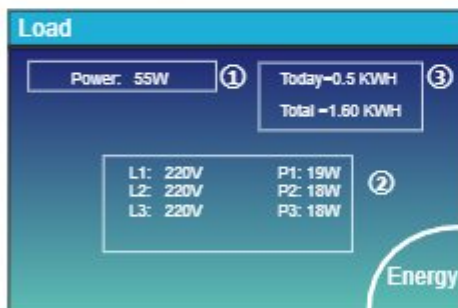 Load
Power: 55W ①
Today=0.5 KWH ③
Total =1.60 KWH
L1: 220V P1: 19W
L2: 220V P2: 18W ②
L3: 220V P3: 18W
Energy